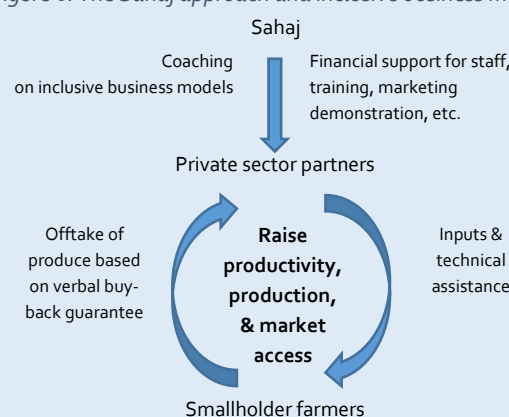 Sahaj
Coaching
on inclusive business models
Financial support for staff,
training, marketing
demonstration, etc.
Private sector partners
Offtake of
produce based
on verbal buy-
back guarantee
Raise
productivity,
production,
& market
access
Inputs &
technical
assistance
Smallholder farmers